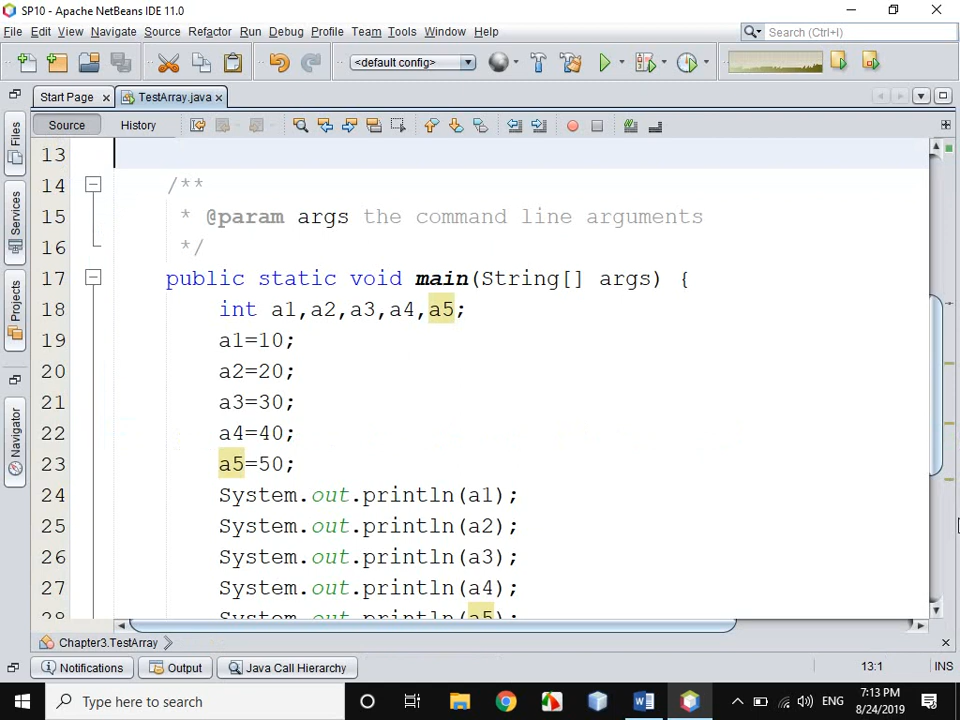 SP10 - Apache NetBeans IDE 11.0
File Edit View Navigate Source Refactor Run Debug Profile Team Tools Window Help
Search (Ctrl+I)
<default config>
Start Page
TestArray.java
Source
History
Files
Services
Projects
Navigator
13
14 /**
15 * @param args the command line arguments
16 */
17 public static void main(String[] args) {
18 int a1,a2,a3,a4,a5;
19 a1=10;
20 a2=20;
21 a3=30;
22 a4=40;
23 a5=50;
24 System.out.println(a1);
25 System.out.println(a2);
26 System.out.println(a3);
27 System.out.println(a4);
28 System.out.println(a5);
Chapter3.TestArray
Notifications
Output
Java Call Hierarchy
13:1
INS
Type here to search
ENG
7:13 PM
8/24/2019